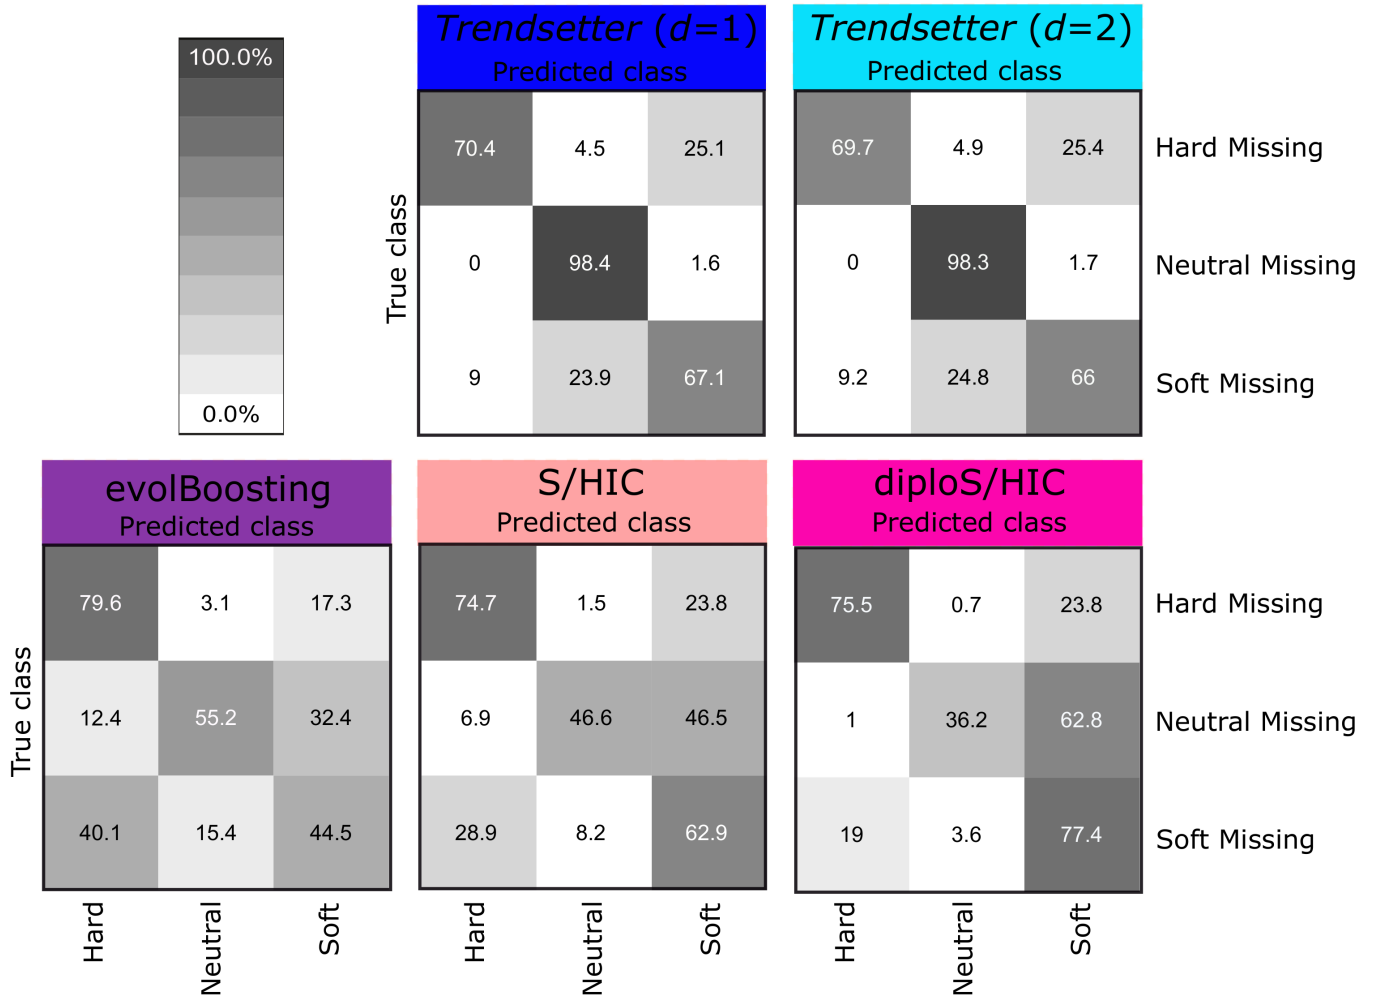 100.0%
0.0%
Trendsetter (d=1)
Predicted class
True class
70.4 4.5 25.1
0 98.4 1.6
9 23.9 67.1
Trendsetter (d=2)
Predicted class
69.7 4.9 25.4
0 98.3 1.7
9.2 24.8 66
Hard Missing
Neutral Missing
Soft Missing
evolBoosting
Predicted class
True class
79.6 3.1 17.3
12.4 55.2 32.4
40.1 15.4 44.5
Hard Neutral Soft
S/HIC
Predicted class
74.7 1.5 23.8
6.9 46.6 46.5
28.9 8.2 62.9
Hard Neutral Soft
diploS/HIC
Predicted class
75.5 0.7 23.8
1 36.2 62.8
19 3.6 77.4
Hard Neutral Soft
Hard Missing
Neutral Missing
Soft Missing